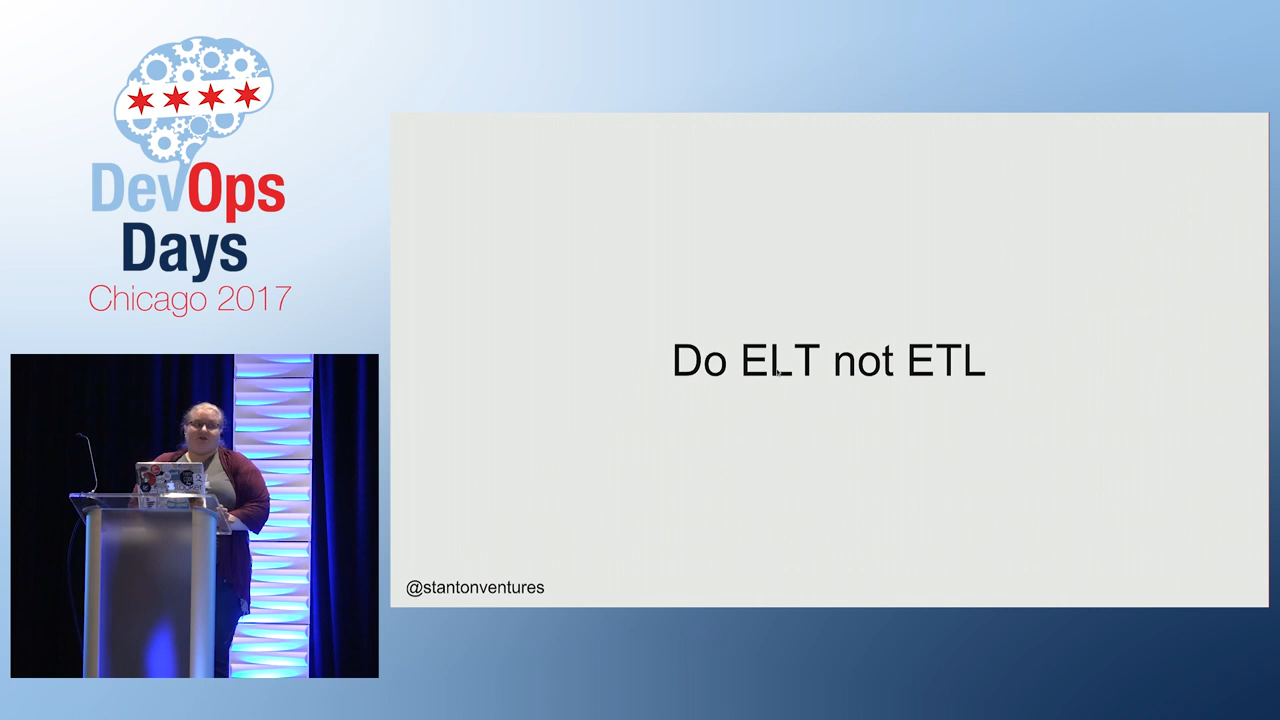 DevOps
Days
Chicago 2017
Do ELT not ETL
@stantonventures